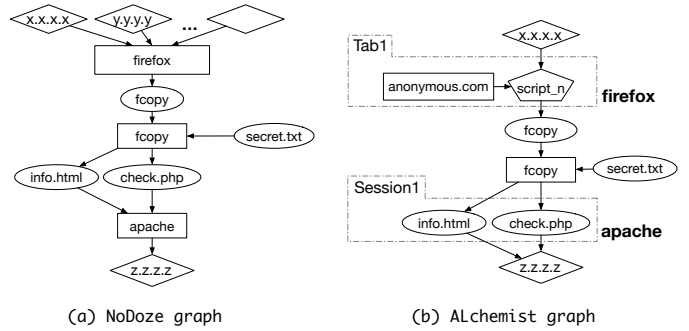 x.x.x.x
y.y.y.y
...
firefox
fcopy
fcopy
secret.txt
info.html
check.php
apache
z.z.z.z
(a) NoDoze graph
x.x.x.x
Tab1
anonymous.com
script_n
firefox
fcopy
fcopy
secret.txt
Session1
info.html
check.php
apache
z.z.z.z
(b) ALchemist graph